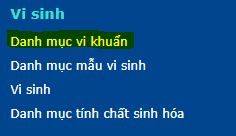 Vi sinh
Danh mục vi khuẩn
Danh mục mẫu vi sinh
Vi sinh
Danh mục tính chất sinh hóa